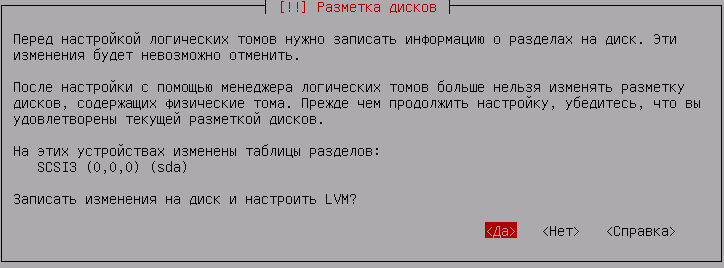 [!!] Разметка дисков
Перед настройкой логических томов нужно записать информацию о разделах на диск. Эти
изменения будет невозможно отменить.
После настройки с помощью менеджера логических томов больше нельзя изменять разметку
дисков, содержащих физические тома. Прежде чем продолжить настройку, убедитесь, что вы
удовлетворены текущей разметкой дисков.
На этих устройствах изменены таблицы разделов:
SCSI3 (0,0,0) (sda)
Записать изменения на диск и настроить LVM?
<Да> <Нет> <Справка>